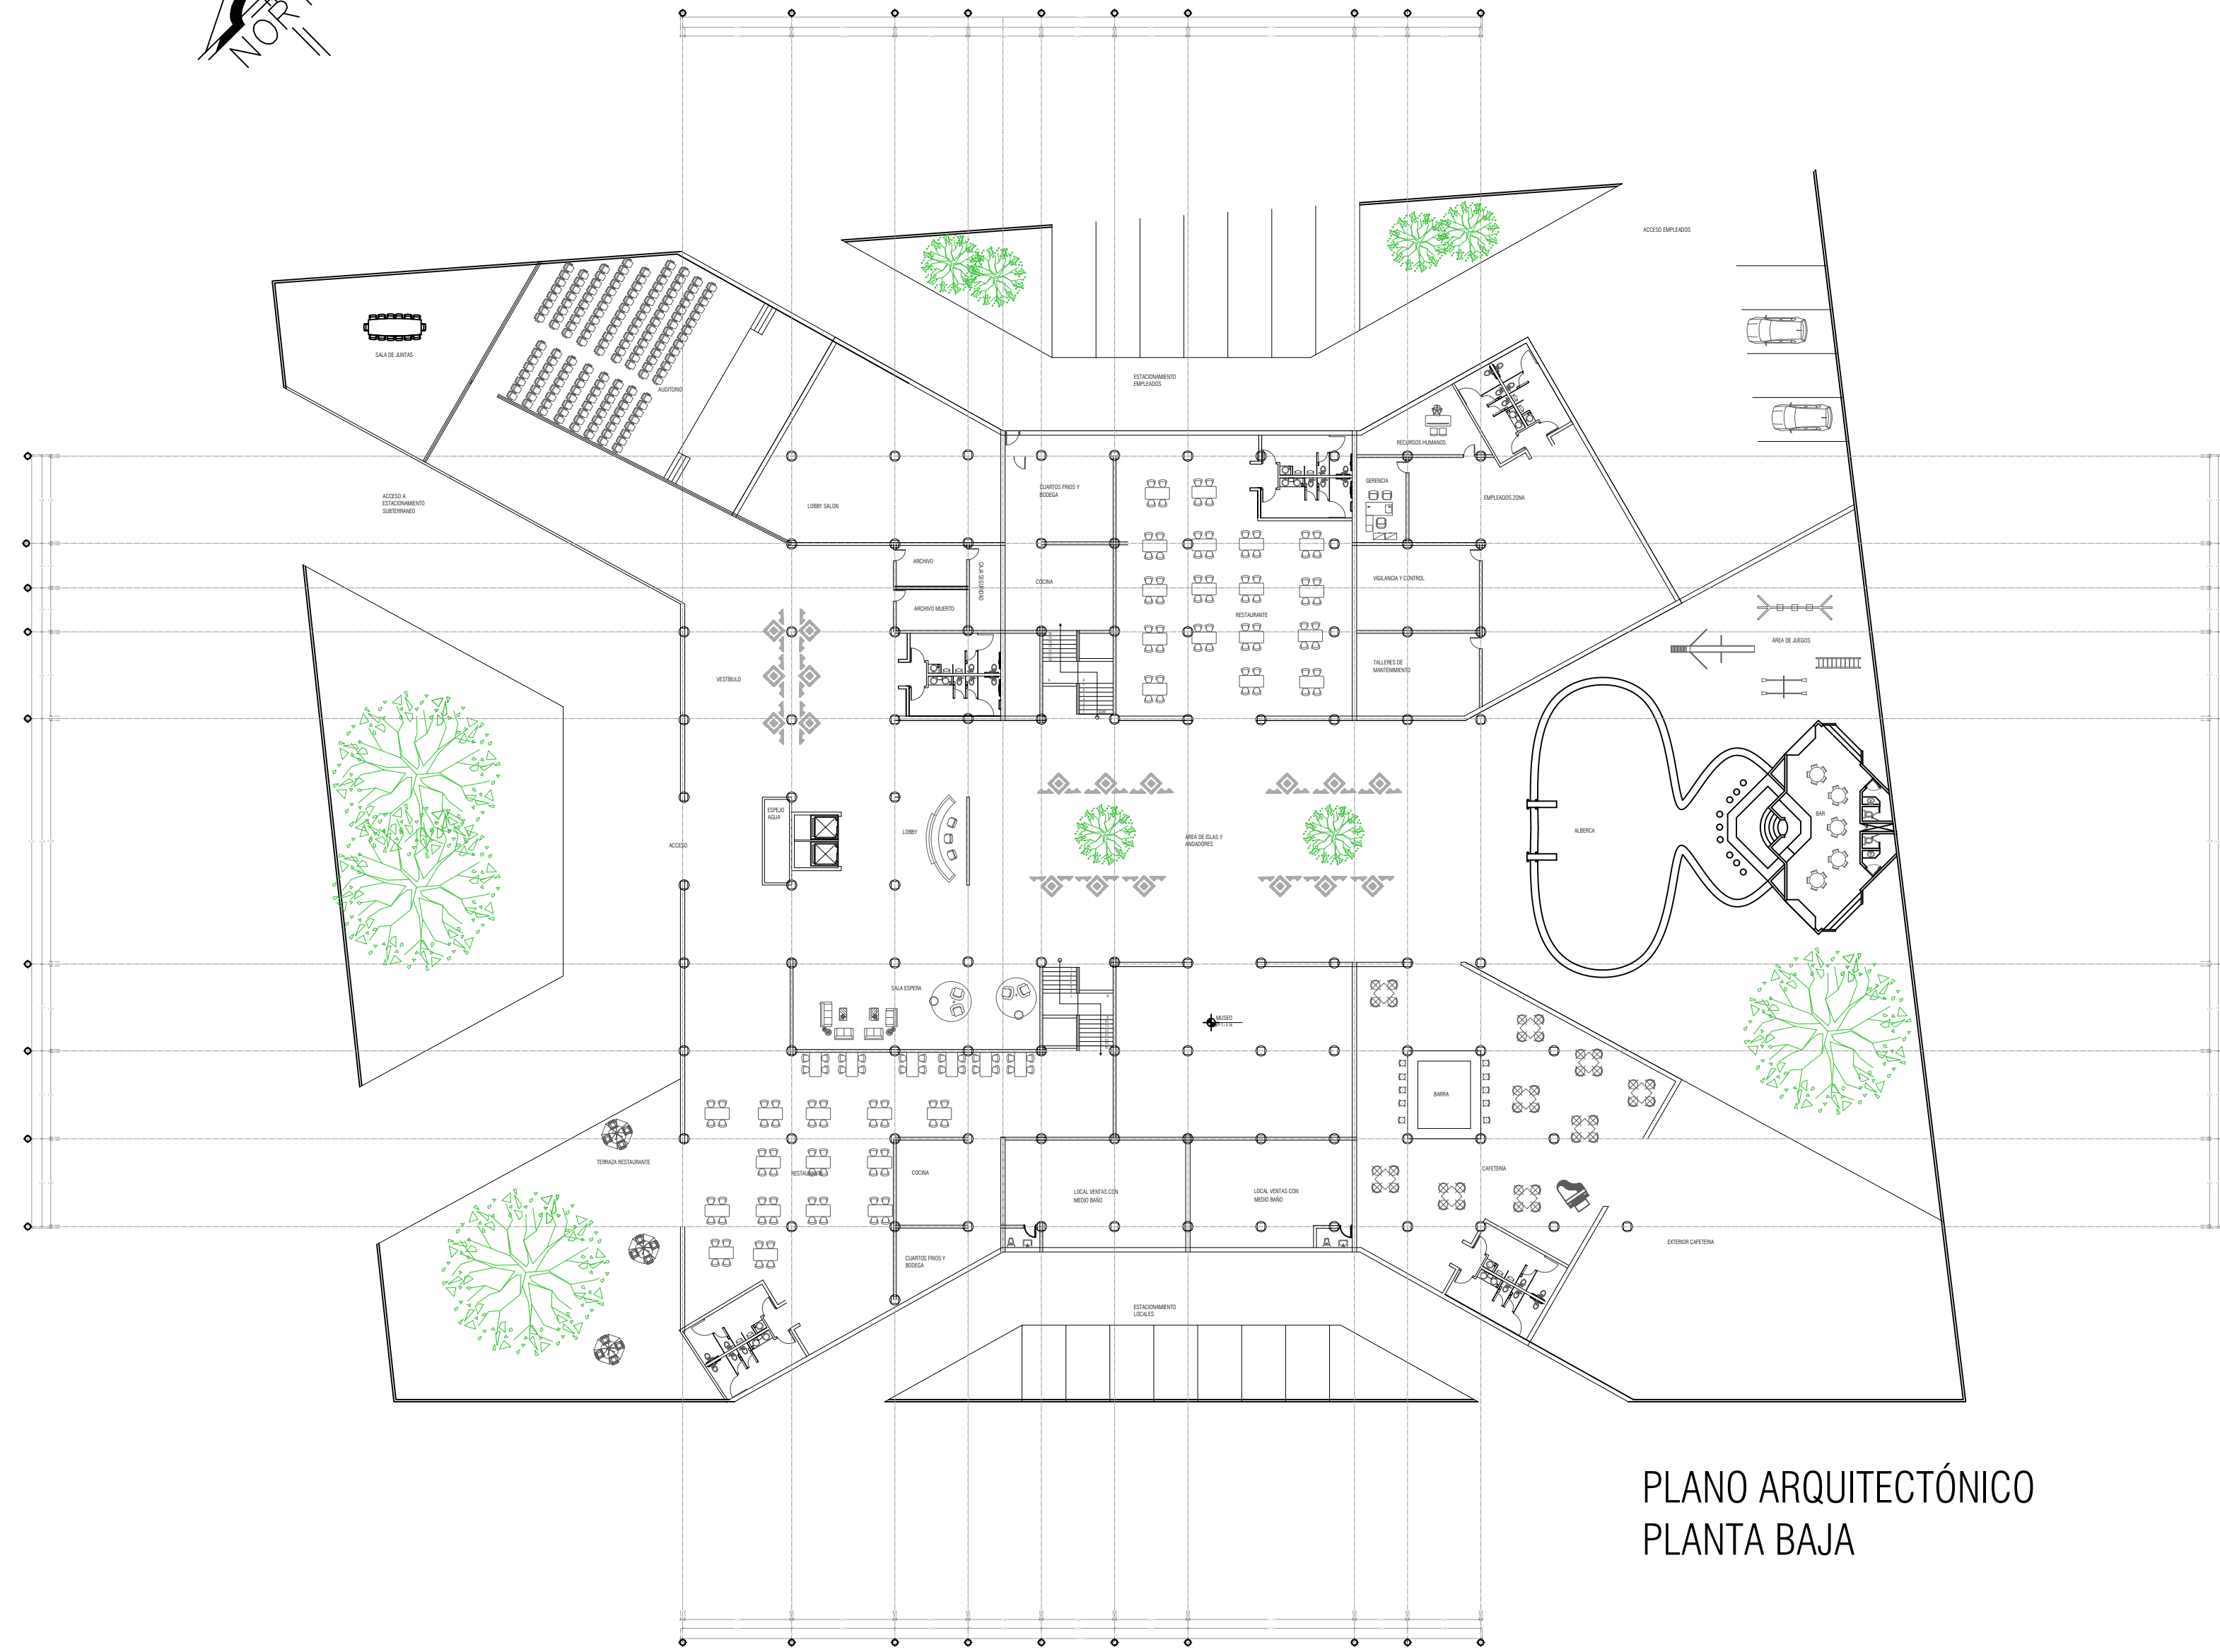 NOR
ACCESO EMPLEADOS
SALA DE JUNTAS
AUDITORIO
ESTACIONAMIENTO
EMPLEADOS
RECURSOS HUMANOS
ACCESO A
ESTACIONAMIENTO
SUBTERRANEO
LOBBY SALON
CUARTOS FRIOS Y
BODEGA
GERENCIA
EMPLEADOS ZONA
ARCHIVO
CAJA SEGURIDAD
COCINA
VIGILANCIA Y CONTROL
ARCHIVO MUERTO
RESTAURANTE
AREA DE JUEGOS
TALLERES DE
MANTENIMIENTO
VESTÍBULO
ESPEJO
AGUA
LOBBY
ACCESO
ÁREA DE ISLAS Y
ANDADORES
ALBERCA
BAR
SALA ESPERA
MUSEO
BARRA
TERRAZA RESTAURANTE
RESTAURANTE
COCINA
LOCAL VENTAS CON
MEDIO BAÑO
LOCAL VENTAS CON
MEDIO BAÑO
CAFETERÍA
CUARTOS FRIOS Y
BODEGA
EXTERIOR CAFETERIA
ESTACIONAMIENTO
LOCALES
PLANO ARQUITECTÓNICO
PLANTA BAJA